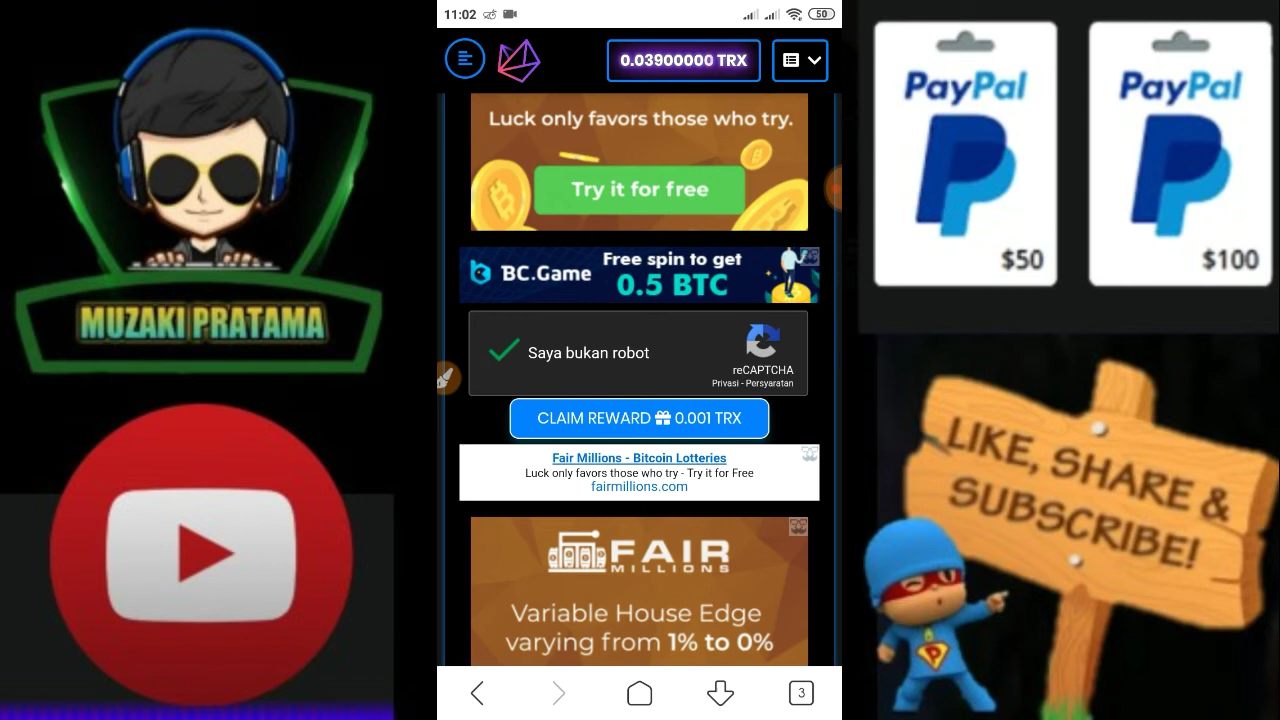 MUZAKI PRATAMA
11:02
50
0.03900000 TRX
Luck only favors those who try.
Try it for free
BC.GAME
Free spin to get
0.5 BTC
Saya bukan robot
reCAPTCHA
Privasi - Persyaratan
CLAIM REWARD 0.001 TRX
Fair Millions - Bitcoin Lotteries
Luck only favors those who try - Try it for Free
fairmillions.com
FAIR
MILLIONS
Variable House Edge
varying from 1% to 0%
3
PayPal
$50
PayPal
$100
LIKE, SHARE &
SUBSCRIBE!
P